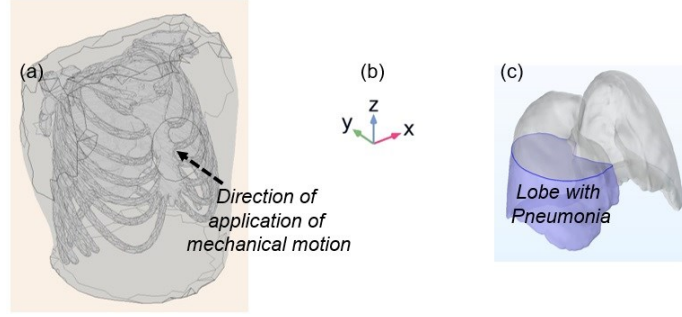 (a)
Direction of
application of
mechanical motion
(b)
z
y
x
(c)
Lobe with
Pneumonia